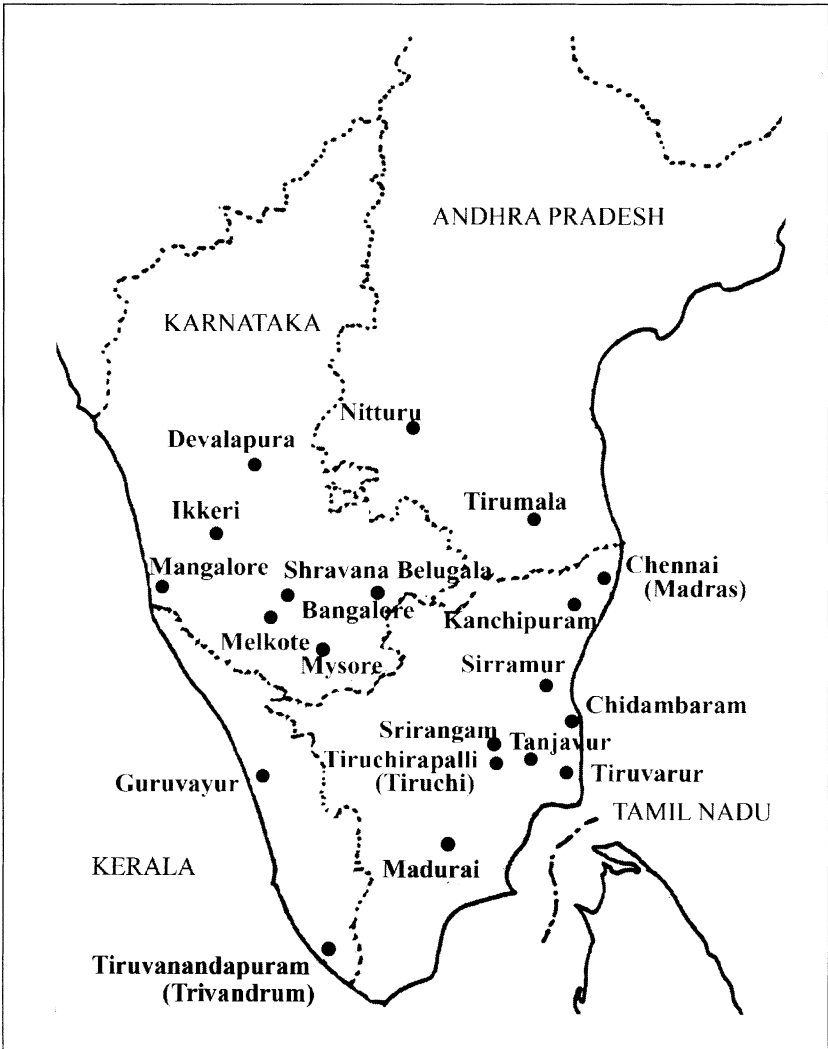 ANDHRA PRADESH
KARNATAKA
Nitturu
Devalapura
Tirumala
Ikkeri
Mangalore
Shravana Belugala
Chennai
(Madras)
Bangalore
Kanchipuram
Melkote
Mysore
Sirramur
Chidambaram
Srirangam
Tanjavur
Tiruchirapalli
(Tiruchi)
Tiruvarur
Guruvayur
TAMIL NADU
KERALA
Madurai
Tiruvanandapuram
(Trivandrum)